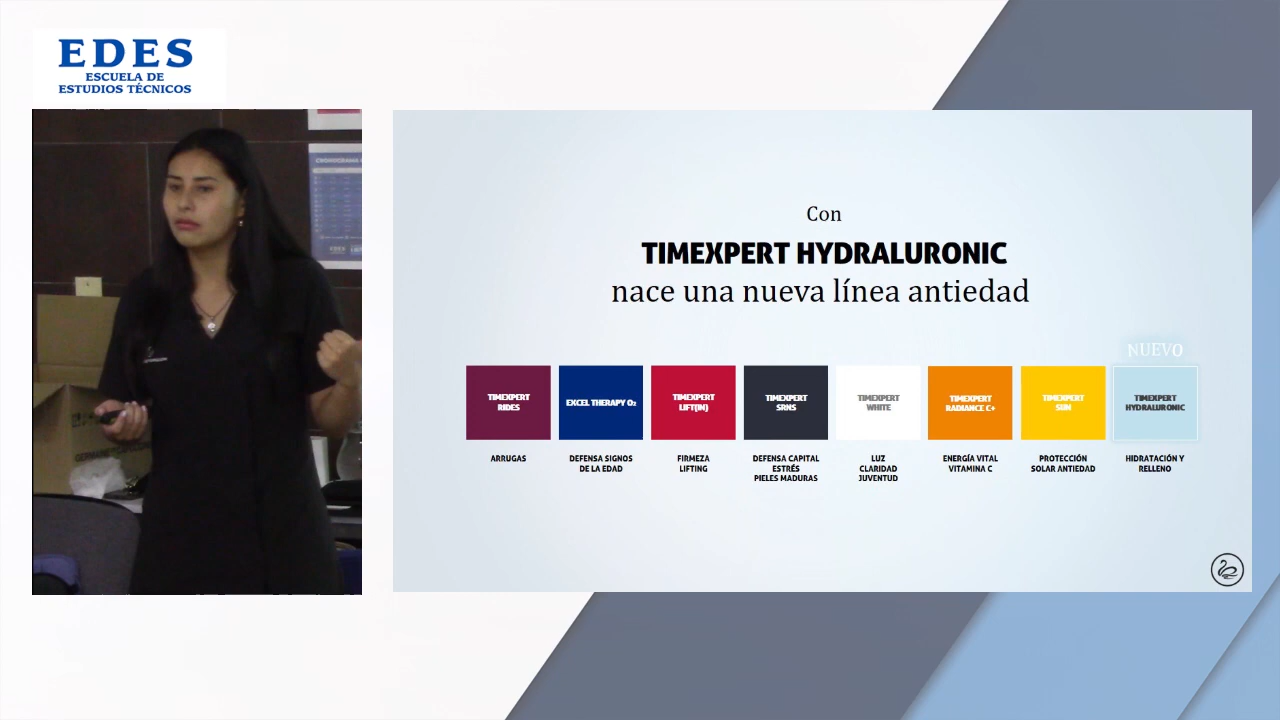 EDES
ESCUELA DE
ESTUDIOS TÉCNICOS
CRONOGRAMA
EDES
Con
TIMEXPERT HYDRALURONIC
nace una nueva línea antiedad
NUEVO
TIMEXPERT
RIDES
EXCEL THERAPY O₂
TIMEXPERT
LIFT(IN)
TIMEXPERT
SRNS
TIMEXPERT
WHITE
TIMEXPERT
RADIANCE C+
TIMEXPERT
SUN
TIMEXPERT
HYDRALURONIC
ARRUGAS
DEFENSA SIGNOS
DE LA EDAD
FIRMEZA
LIFTING
DEFENSA CAPITAL
ESTRÉS
PIELES MADURAS
LUZ
CLARIDAD
JUVENTUD
ENERGÍA VITAL
VITAMINA C
PROTECCIÓN
SOLAR ANTIEDAD
HIDRATACIÓN Y
RELLENO